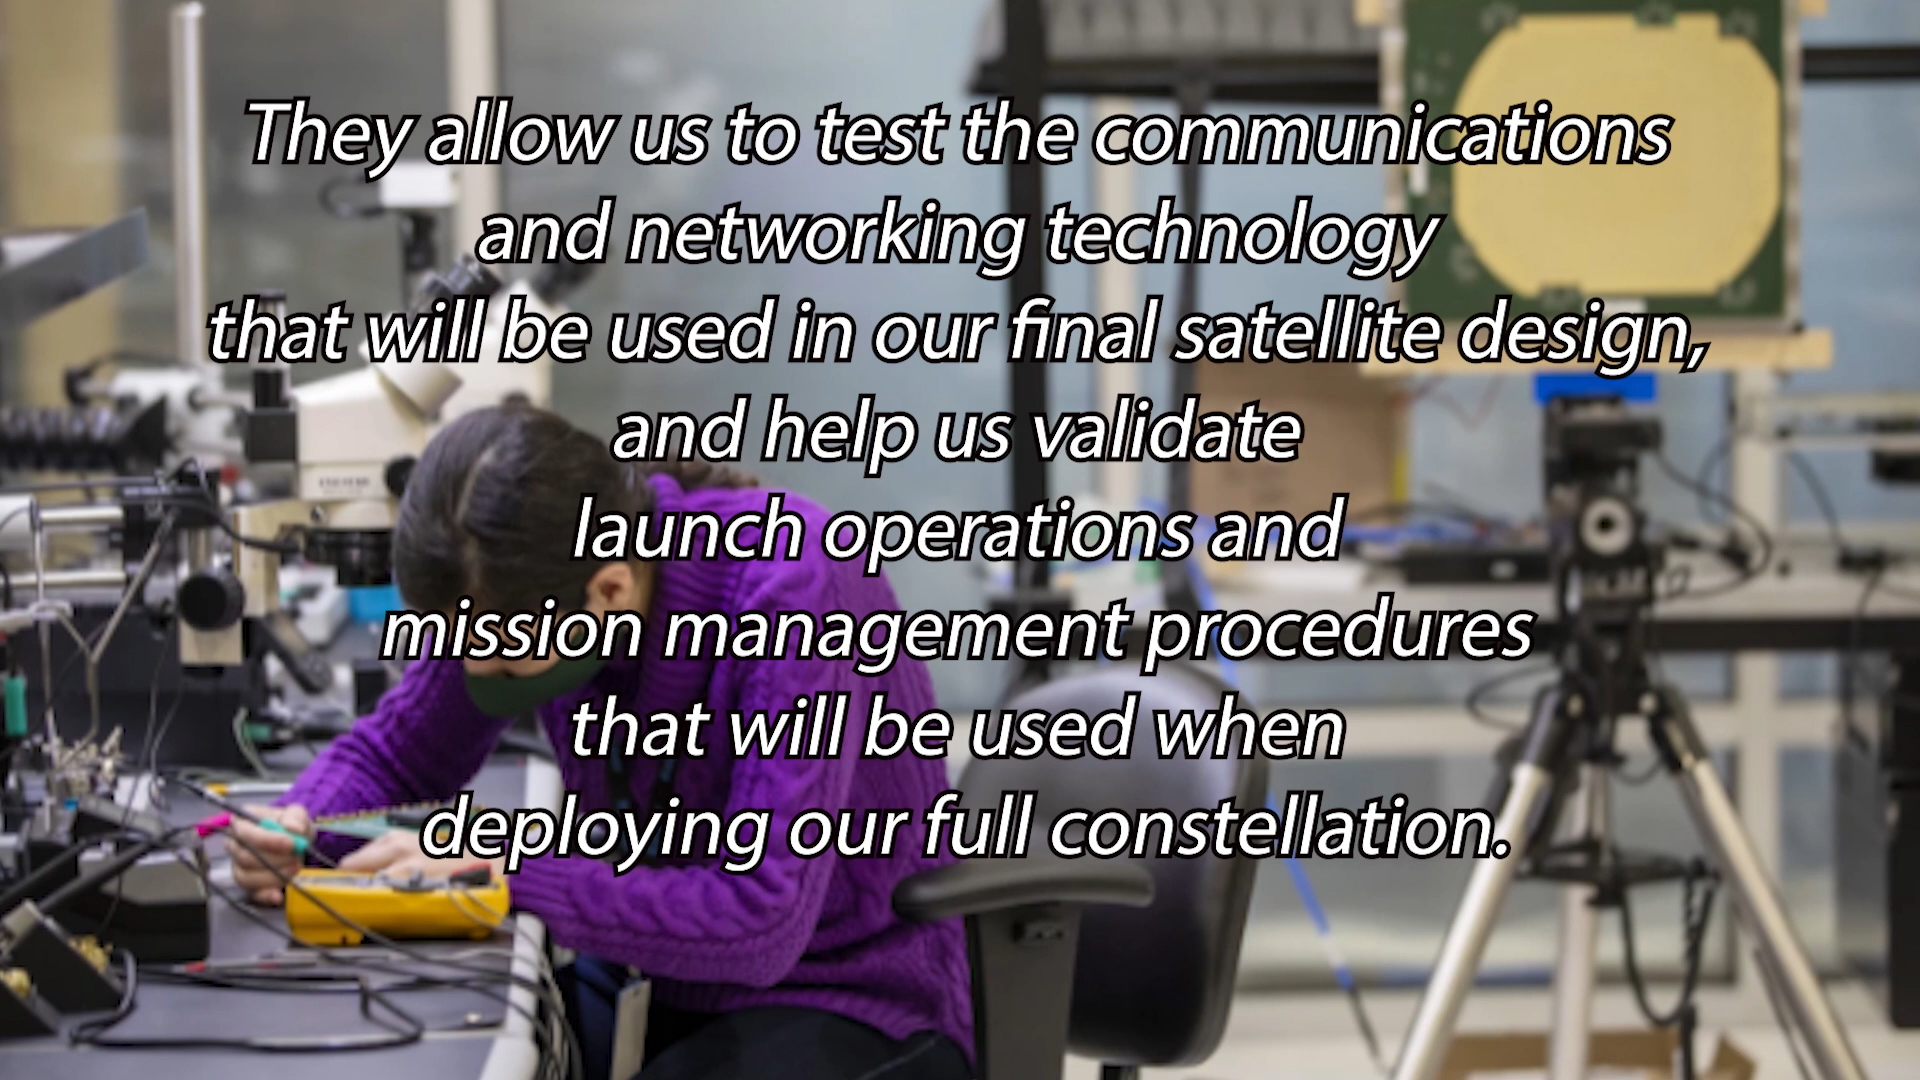 They allow us to test the communications
and networking technology
that will be used in our final satellite design,
and help us validate
launch operations and
mission management procedures
that will be used when
deploying our full constellation.